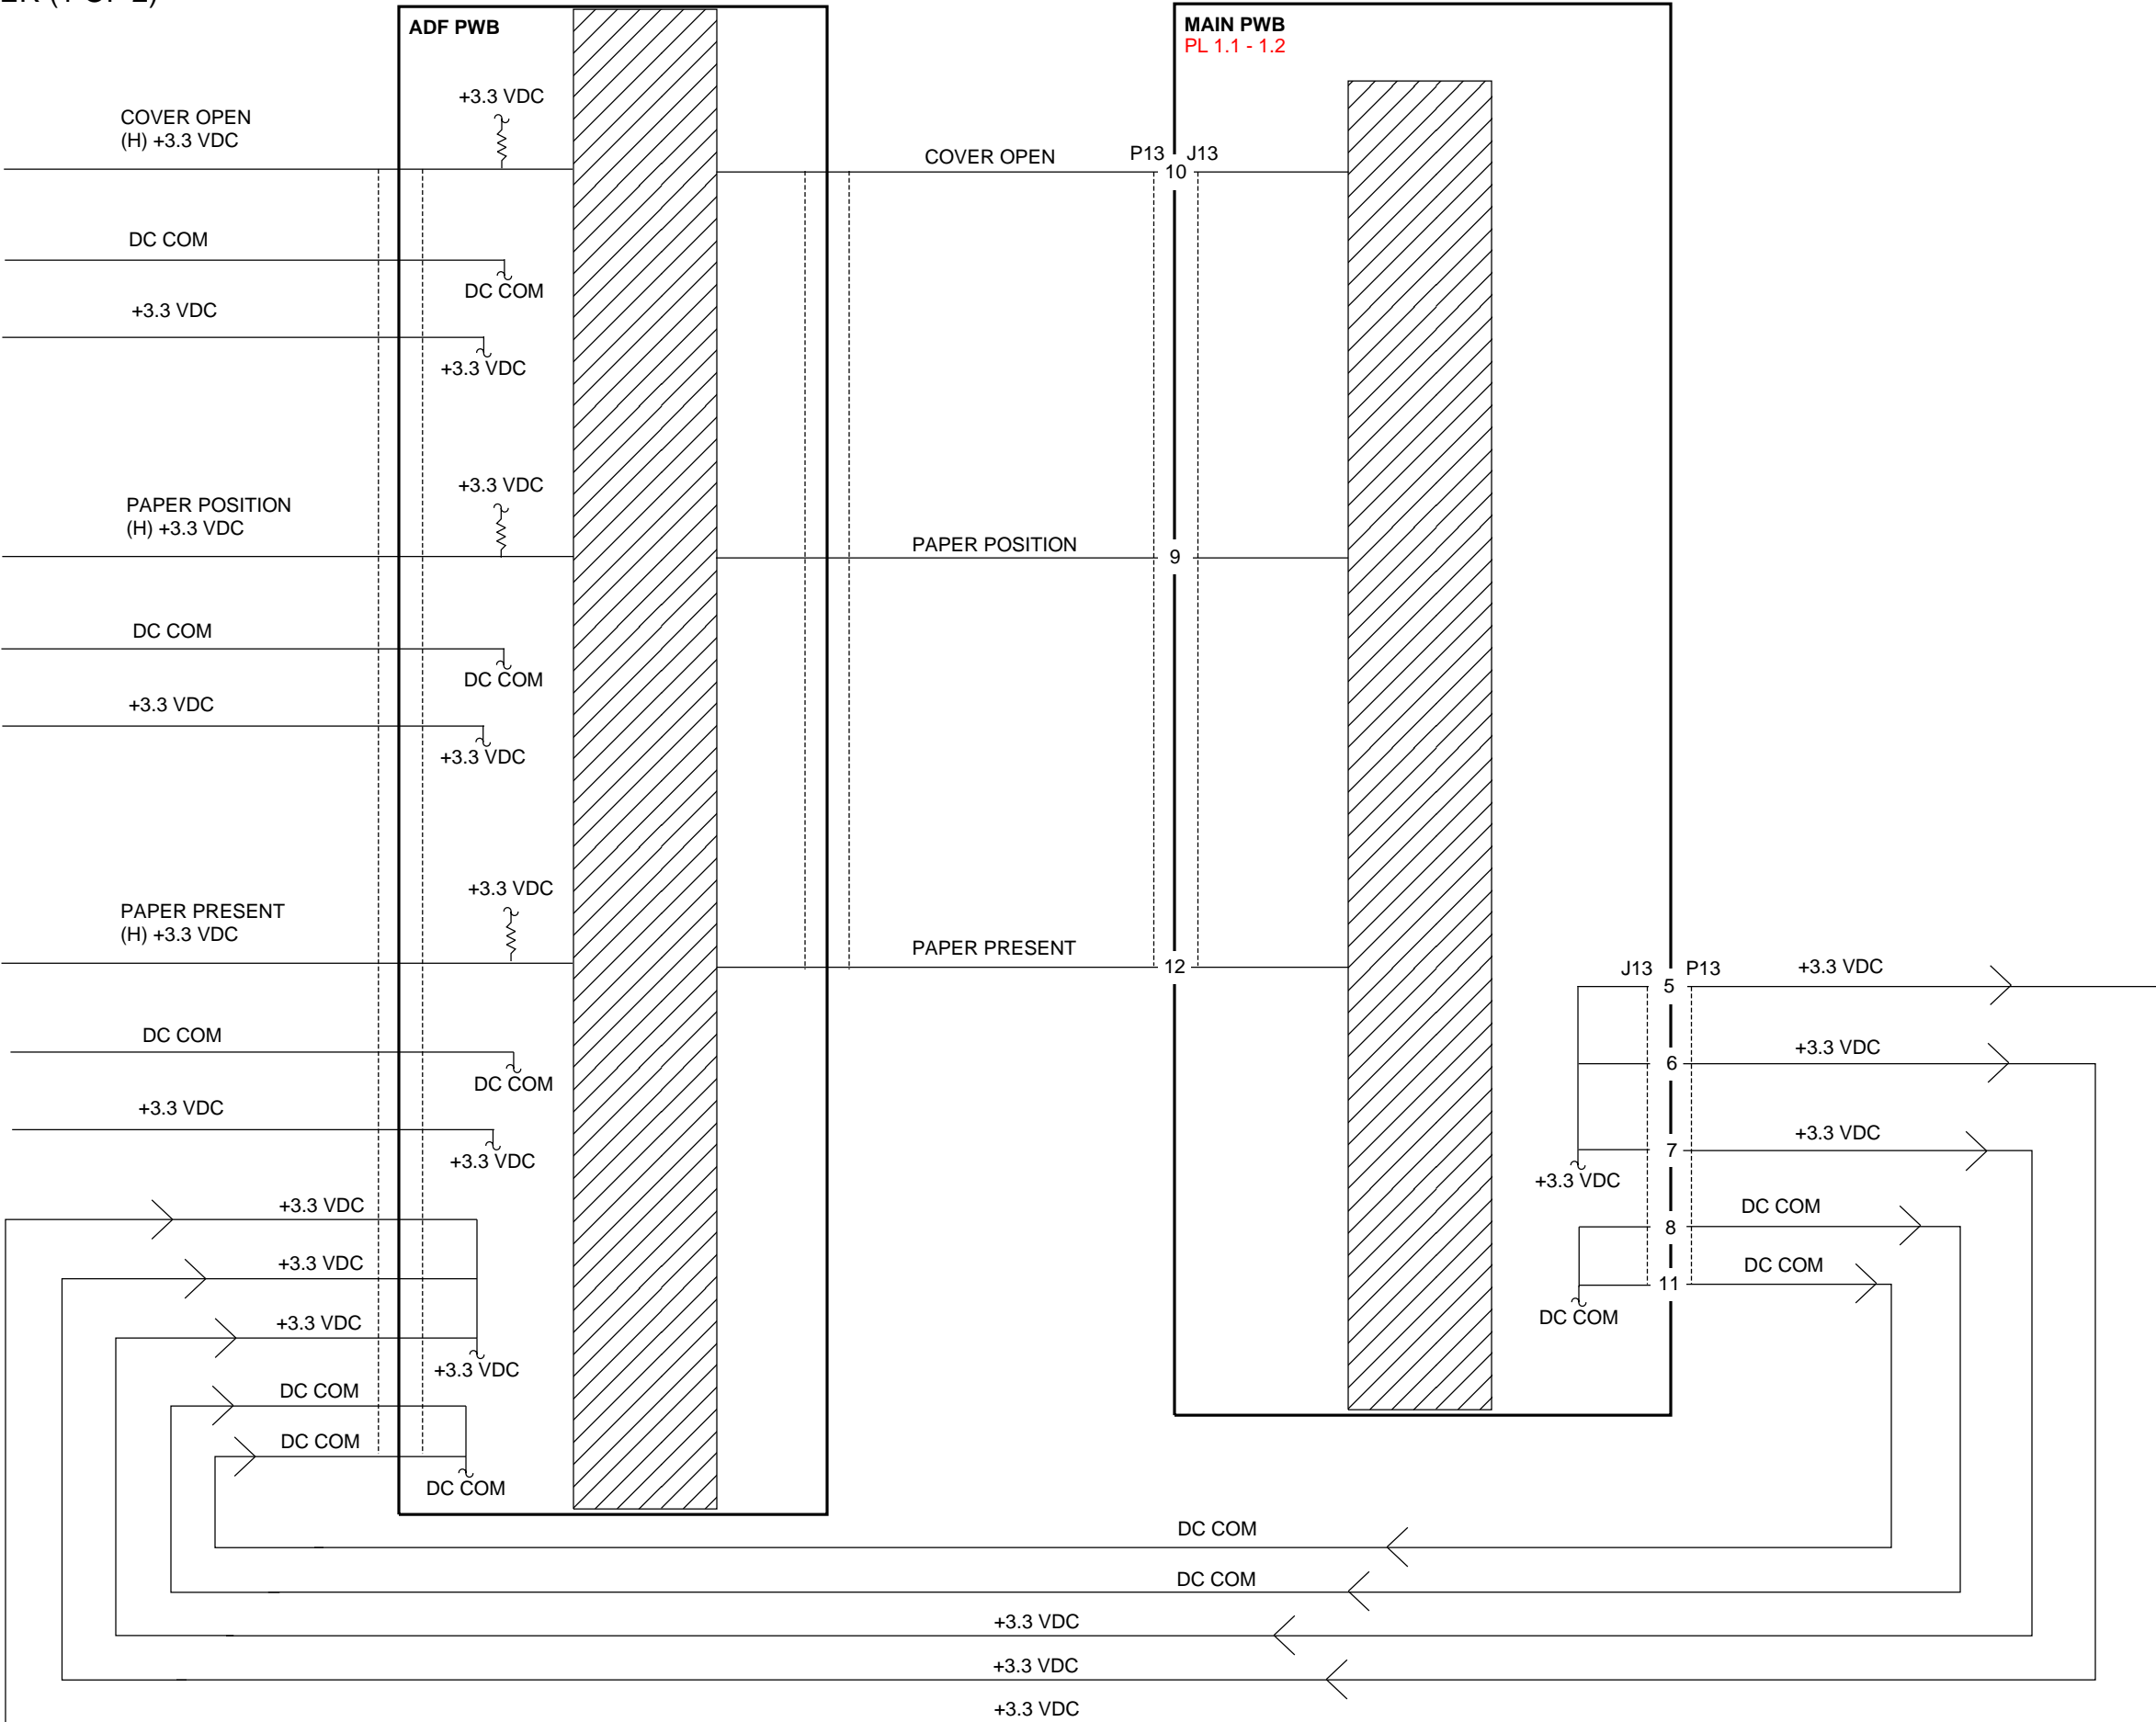 ADF PWB
MAIN PWB
PL 1.1 - 1.2
+3.3 VDC
COVER OPEN
(H) +3.3 VDC
COVER OPEN
P13 J13
10
DC COM
DC COM
+3.3 VDC
+3.3 VDC
+3.3 VDC
PAPER POSITION
(H) +3.3 VDC
PAPER POSITION
9
DC COM
DC COM
+3.3 VDC
+3.3 VDC
+3.3 VDC
PAPER PRESENT
(H) +3.3 VDC
PAPER PRESENT
12
J13 P13
+3.3 VDC
5
DC COM
DC COM
+3.3 VDC
6
+3.3 VDC
+3.3 VDC
+3.3 VDC
7
+3.3 VDC
+3.3 VDC
DC COM
8
+3.3 VDC
DC COM
11
DC COM
+3.3 VDC
+3.3 VDC
DC COM
DC COM
DC COM
DC COM
DC COM
+3.3 VDC
+3.3 VDC
+3.3 VDC